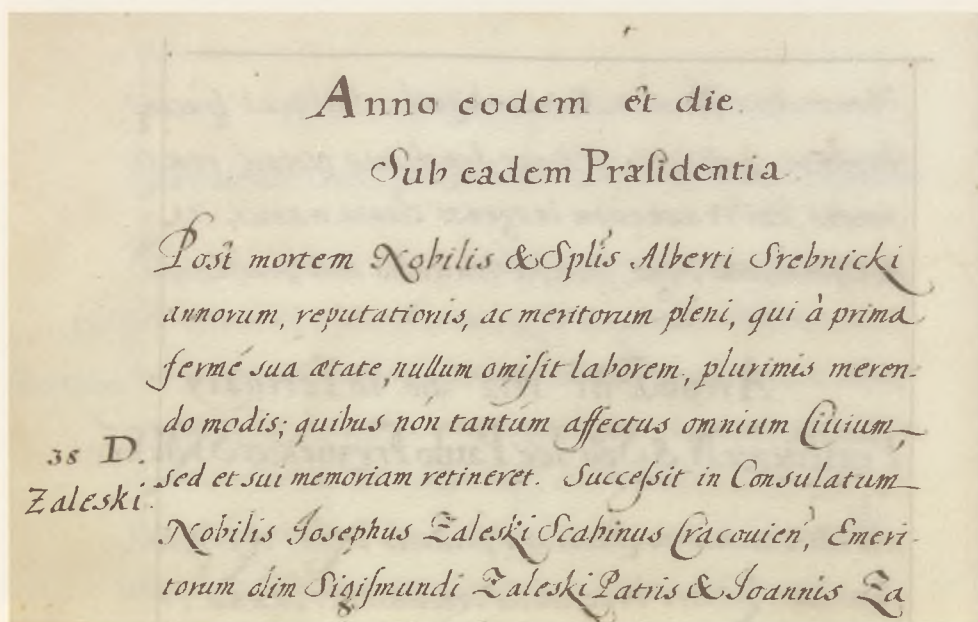 Anno eodem et die.
Sub eadem Præſidentia
Post mortem Nobilis & Splis Alberti Srebnicki
annorum, reputationis, ac meritorum pleni, qui à prima
fermé sua ætate, nullum omiſit laborem, plurimis meren-
do modis; quibus non tantum affectus omnium Ciuium,
sed et sui memoriam retineret. Succeſsit in Consulatum
38 D.
Zaleski.
Nobilis Josephus Zaleski Scabinus Cracouien, Emeri-
torum olim Sigiſmundi Zaleski Patris & Joannis Za